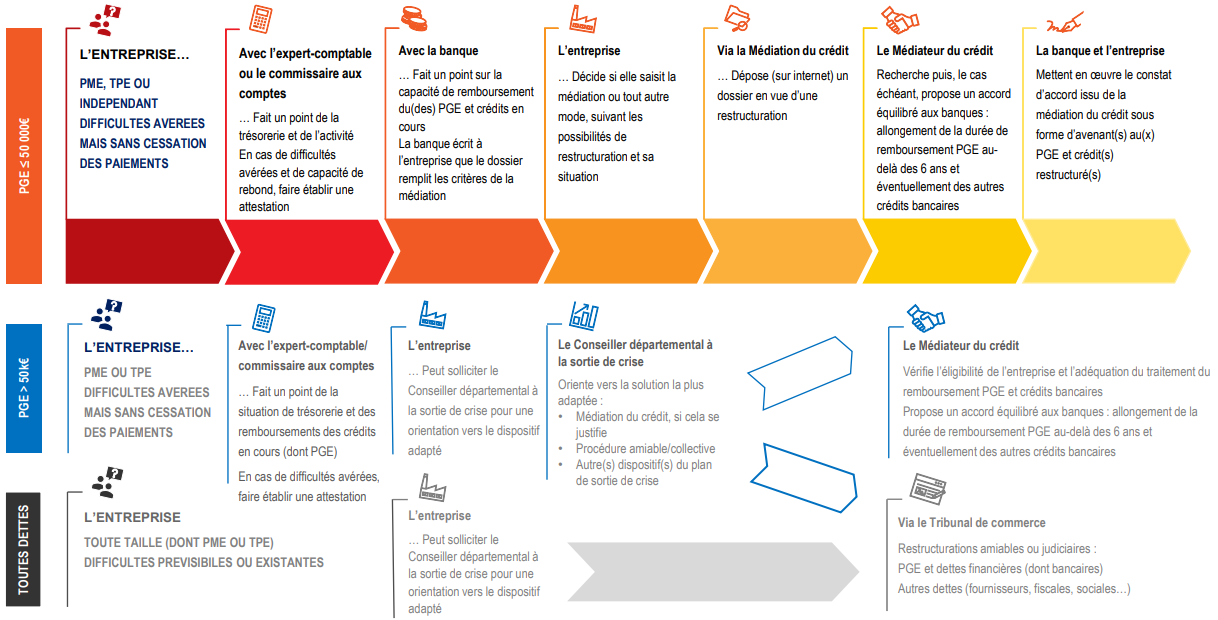 PGE ≤ 50 000€
L'ENTREPRISE…
PME, TPE OU
INDEPENDANT
DIFFICULTES AVEREES
MAIS SANS CESSATION
DES PAIEMENTS
Avec l'expert-comptable
ou le commissaire aux
comptes
… Fait un point de la
trésorerie et de l'activité
En cas de difficultés
avérées et de capacité de
rebond, faire établir une
attestation
Avec la banque
… Fait un point sur la
capacité de remboursement
du(des) PGE et crédits en
cours
La banque écrit à
l'entreprise que le dossier
remplit les critères de la
médiation
L'entreprise
… Décide si elle saisit la
médiation ou tout autre
mode, suivant les
possibilités de
restructuration et sa
situation
Via la Médiation du crédit
… Dépose (sur internet) un
dossier en vue d'une
restructuration
Le Médiateur du crédit
Recherche puis, le cas
échéant, propose un accord
équilibré aux banques :
allongement de la durée de
remboursement PGE au-
delà des 6 ans et
éventuellement des autres
crédits bancaires
La banque et l'entreprise
Mettent en œuvre le constat
d'accord issu de la
médiation du crédit sous
forme d'avenant(s) au(x)
PGE et crédit(s)
restructuré(s)
PGE > 50k€
L'ENTREPRISE…
PME OU TPE
DIFFICULTES AVEREES
MAIS SANS CESSATION
DES PAIEMENTS
Avec l'expert-comptable/
commissaire aux comptes
… Fait un point de la
situation de trésorerie et des
remboursements des crédits
en cours (dont PGE)
En cas de difficultés avérées,
faire établir une attestation
L'entreprise
… Peut solliciter le
Conseiller départemental à
la sortie de crise pour une
orientation vers le dispositif
adapté
Le Conseiller départemental à
la sortie de crise
Oriente vers la solution la plus
adaptée :
• Médiation du crédit, si cela se
justifie
• Procédure amiable/collective
• Autre(s) dispositif(s) du plan
de sortie de crise
Le Médiateur du crédit
Vérifie l'éligibilité de l'entreprise et l'adéquation du traitement du
remboursement PGE et crédits bancaires
Propose un accord équilibré aux banques : allongement de la
durée de remboursement PGE au-delà des 6 ans et
éventuellement des autres crédits bancaires
TOUTES DETTES
L'ENTREPRISE
TOUTE TAILLE (DONT PME OU TPE)
DIFFICULTES PREVISIBILES OU EXISTANTES
L'entreprise
… Peut solliciter le
Conseiller départemental à
la sortie de crise pour une
orientation vers le dispositif
adapté
Via le Tribunal de commerce
Restructurations amiables ou judiciaires :
PGE et dettes financières (dont bancaires)
Autres dettes (fournisseurs, fiscales, sociales…)